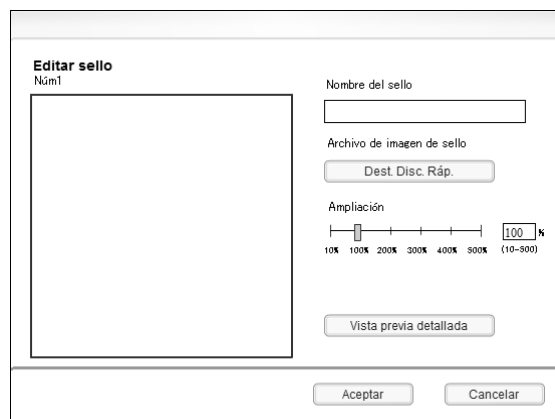 Editar sello
Núm1
Nombre del sello
Archivo de imagen de sello
Dest. Disc. Ráp.
Ampliación
100 %
10% 100% 200% 300% 400% 500% (10-500)
Vista previa detallada
Aceptar Cancelar